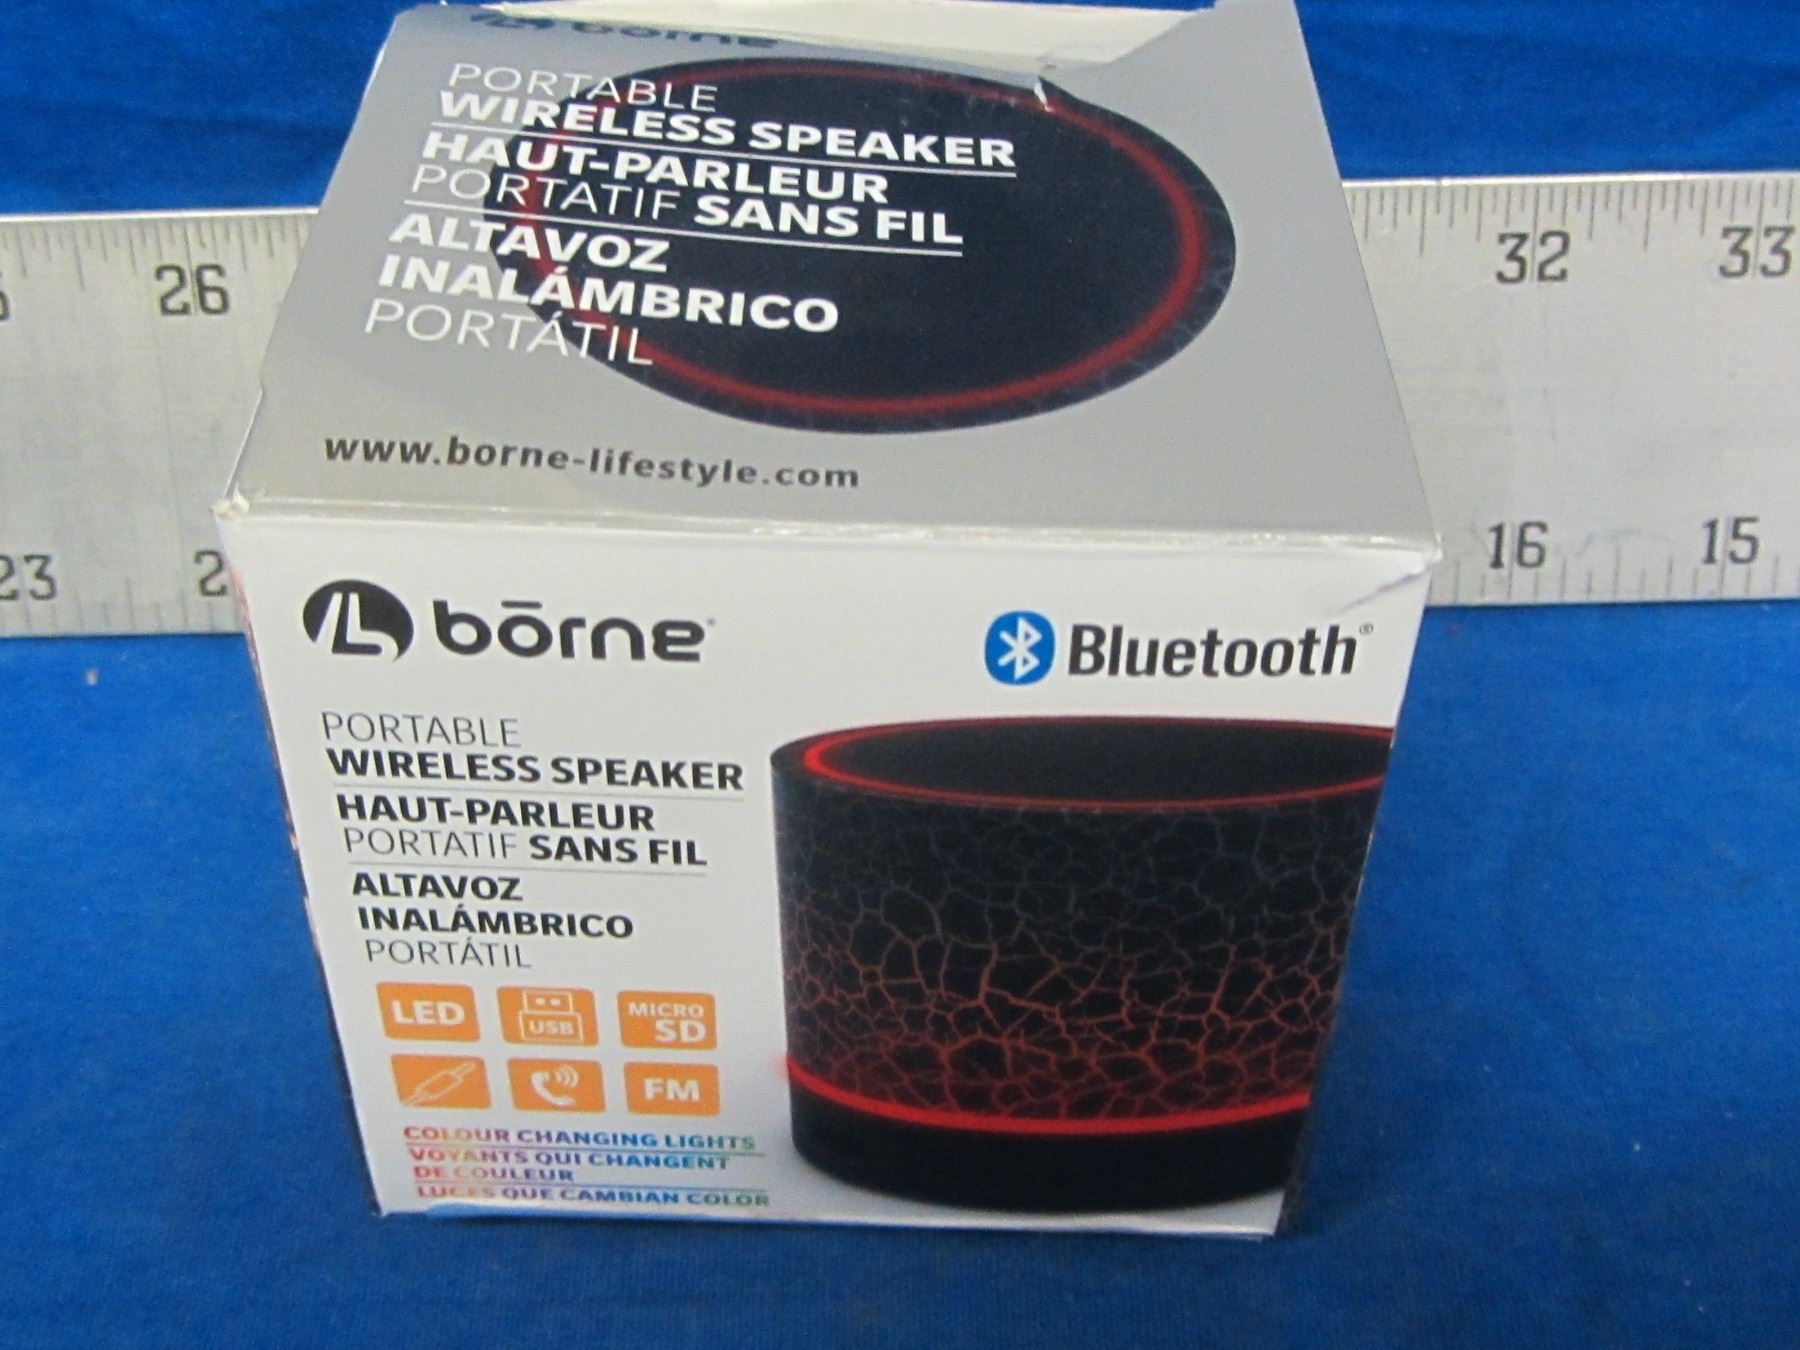 bōrne
PORTABLE
WIRELESS SPEAKER
HAUT-PARLEUR
PORTATIF SANS FIL
ALTAVOZ
INALÁMBRICO
PORTÁTIL
www.borne-lifestyle.com
26
32
33
23
2
16
15
bōrne
Bluetooth®
PORTABLE
WIRELESS SPEAKER
HAUT-PARLEUR
PORTATIF SANS FIL
ALTAVOZ
INALÁMBRICO
PORTÁTIL
LED
USB
MICRO
SD
FM
COLOUR CHANGING LIGHTS
VOYANTS QUI CHANGENT
DE COULEUR
LUCES QUE CAMBIAN COLOR